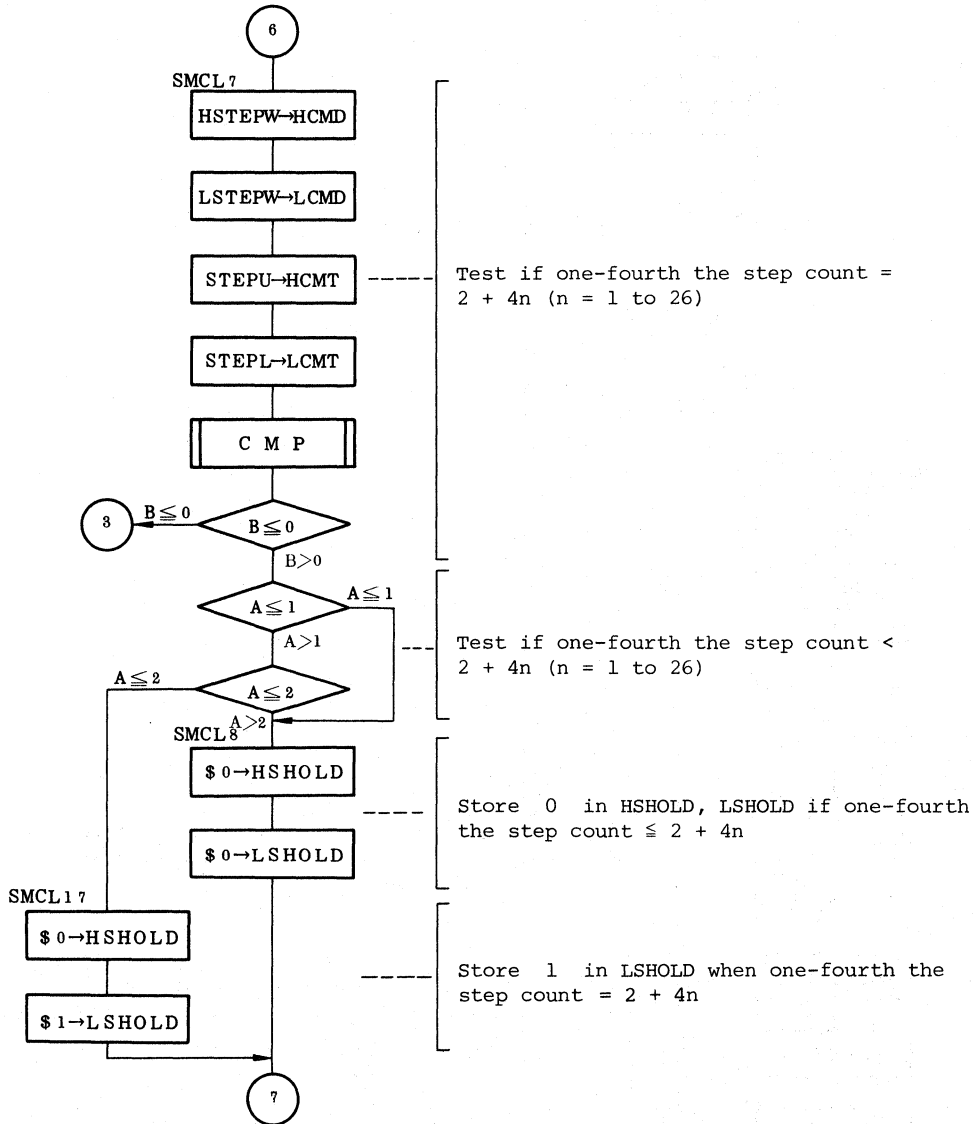 6
SMCL7
HSTEPW→HCMD
LSTEPW→LCMD
STEPU→HCMT
Test if one-fourth the step count =
2 + 4n (n = 1 to 26)
STEPL→LCMT
C M P
3
B≦0
B≦0
B>0
A≦1
A≦1
A>1
Test if one-fourth the step count <
2 + 4n (n = 1 to 26)
A≦2
A≦2
A>2
SMCL8
$0→HSHOLD
Store 0 in HSHOLD, LSHOLD if one-fourth
the step count ≦ 2 + 4n
$0→LSHOLD
SMCL17
$0→HSHOLD
Store 1 in LSHOLD when one-fourth the
step count = 2 + 4n
$1→LSHOLD
7